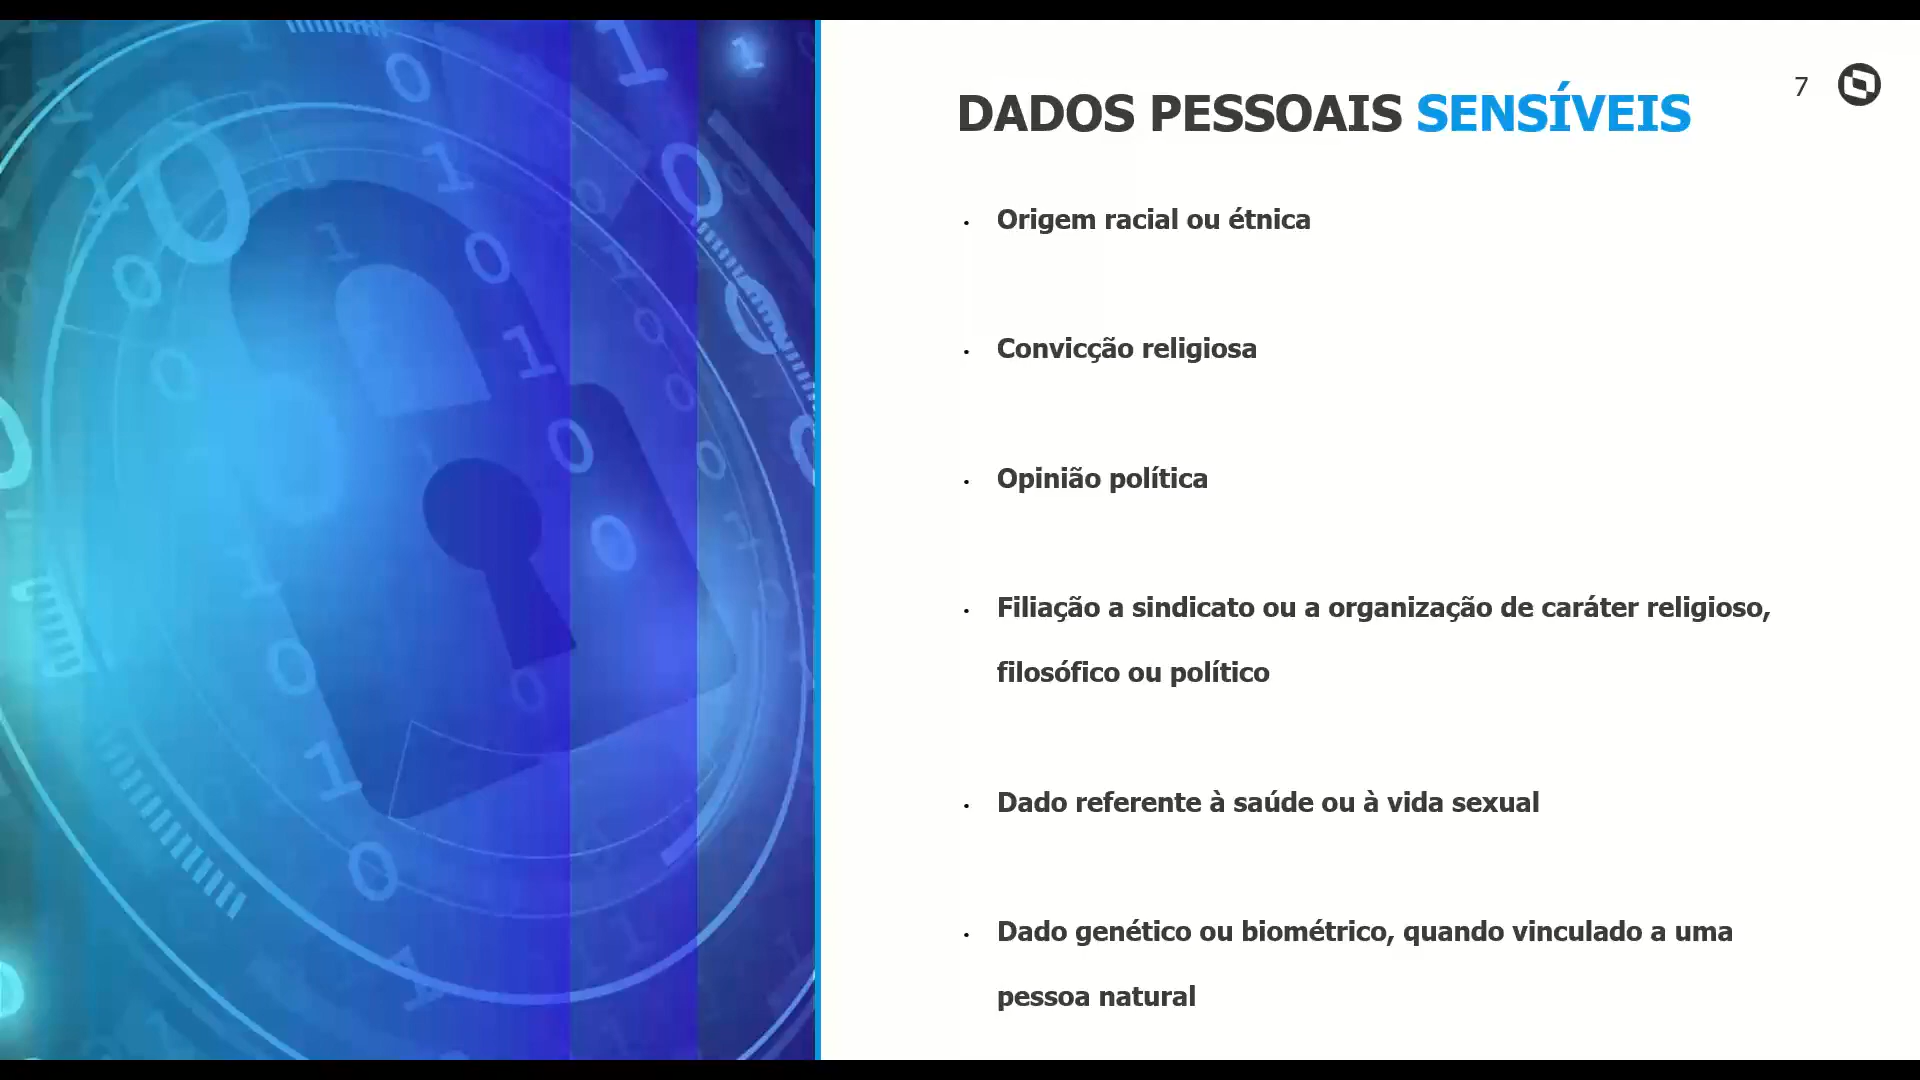 7
DADOS PESSOAIS SENSÍVEIS
• Origem racial ou étnica
• Convicção religiosa
• Opinião política
• Filiação a sindicato ou a organização de caráter religioso,
filosófico ou político
• Dado referente à saúde ou à vida sexual
• Dado genético ou biométrico, quando vinculado a uma
pessoa natural